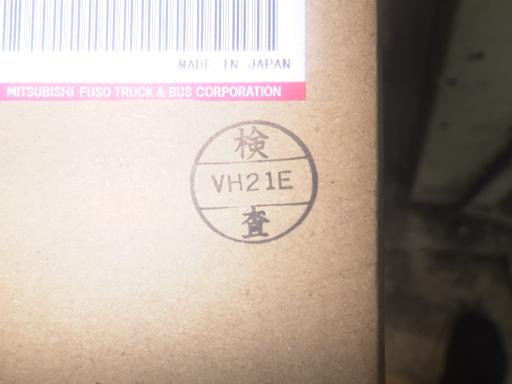 MADE IN JAPAN
MITSUBISHI FUSO TRUCK & BUS CORPORATION
検
VH21E
査